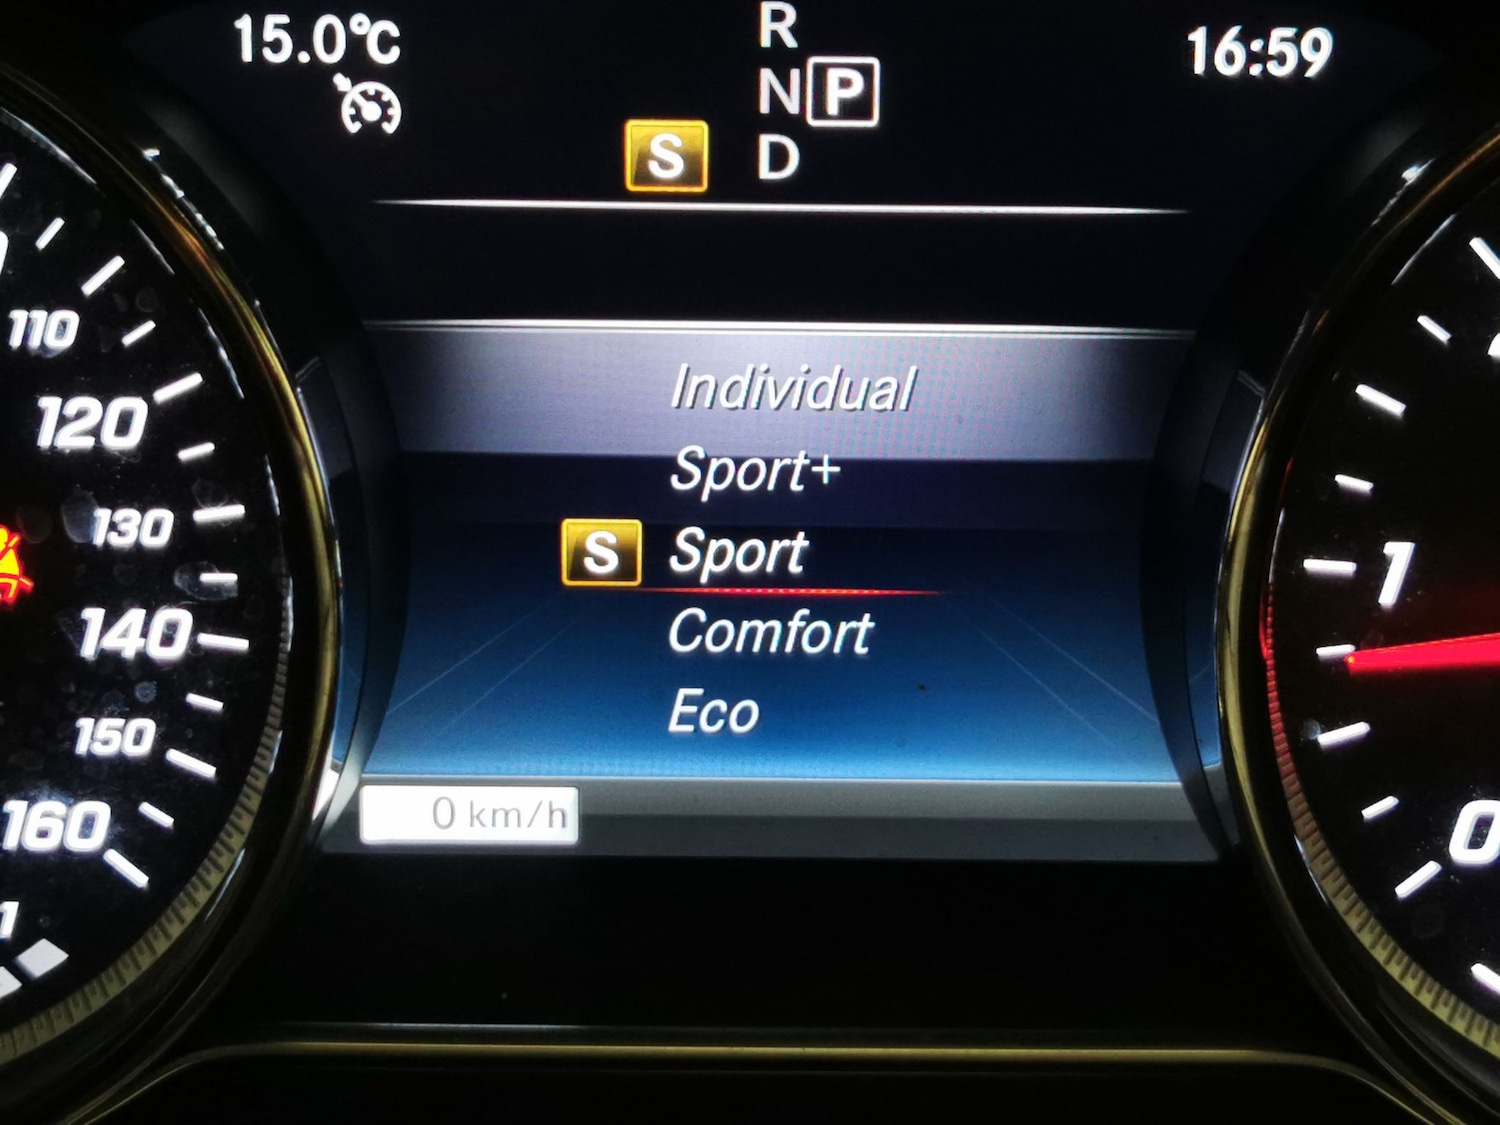 15.0°C
R
16:59
N P
S D
110
120
130
140
150
160
Individual
Sport+
S Sport
Comfort
Eco
0 km/h
1
0